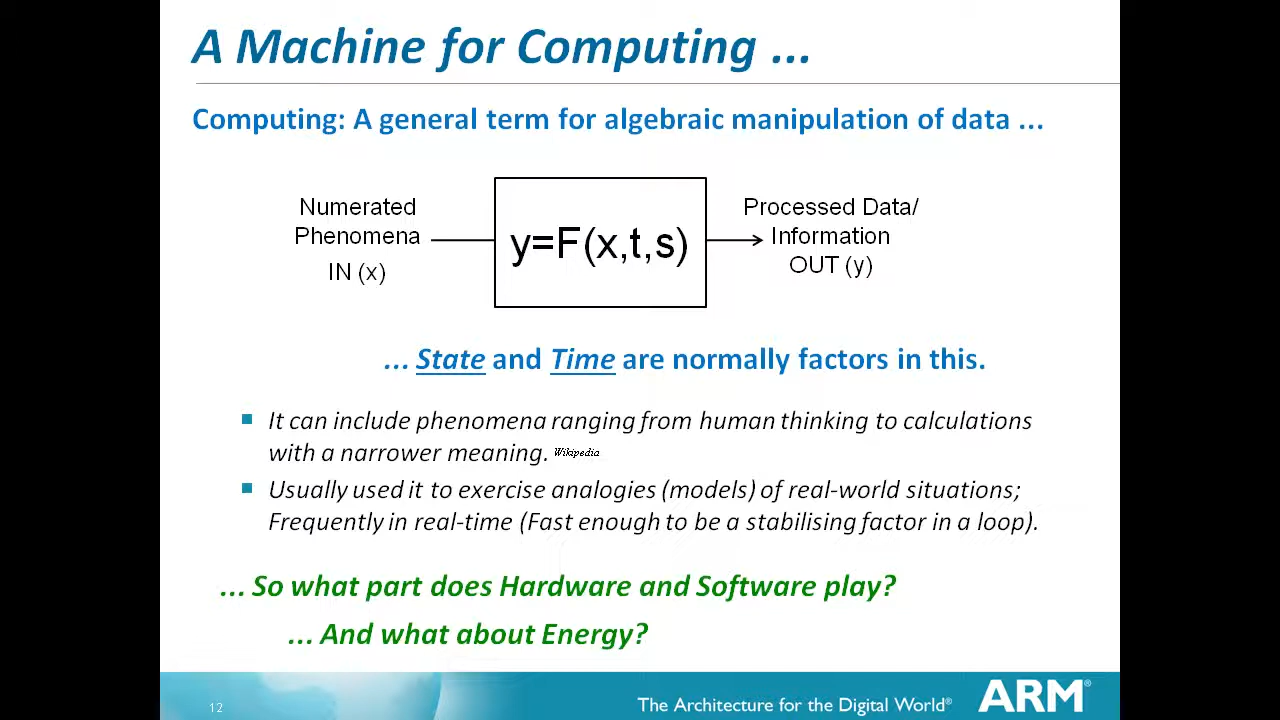 A Machine for Computing ...
Computing: A general term for algebraic manipulation of data ...
Numerated
Phenomena
IN (x)
y=F(x,t,s)
Processed Data/
Information
OUT (y)
... State and Time are normally factors in this.
It can include phenomena ranging from human thinking to calculations
with a narrower meaning. Wikipedia
Usually used it to exercise analogies (models) of real-world situations;
Frequently in real-time (Fast enough to be a stabilising factor in a loop).
... So what part does Hardware and Software play?
... And what about Energy?
12
The Architecture for the Digital World®
ARM®